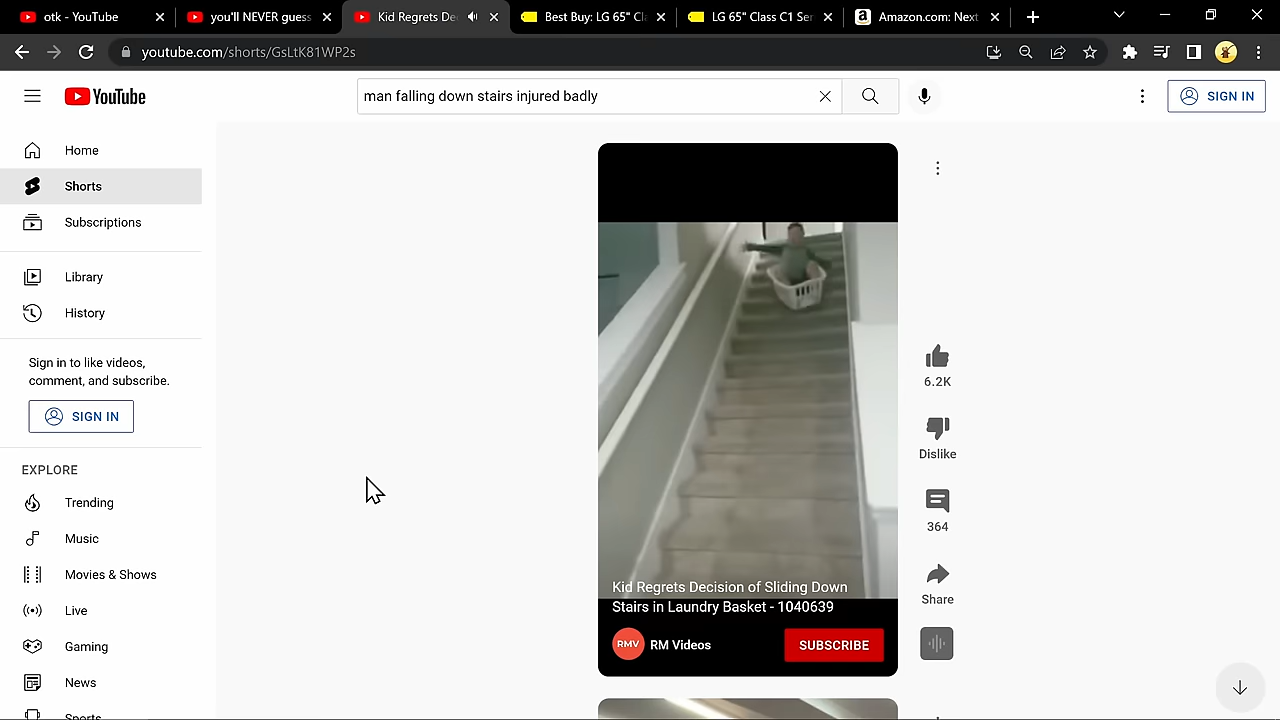 otk - YouTube
you'll NEVER guess
Kid Regrets De
Best Buy: LG 65" Cl
LG 65" Class C1 Ser
Amazon.com: Next
youtube.com/shorts/GsLtK81WP2s
YouTube
man falling down stairs injured badly
SIGN IN
Home
Shorts
Subscriptions
Library
History
Sign in to like videos,
comment, and subscribe.
SIGN IN
EXPLORE
Trending
Music
Movies & Shows
Live
Gaming
News
Sports
6.2K
Dislike
364
Share
Kid Regrets Decision of Sliding Down
Stairs in Laundry Basket - 1040639
RMV
RM Videos
SUBSCRIBE